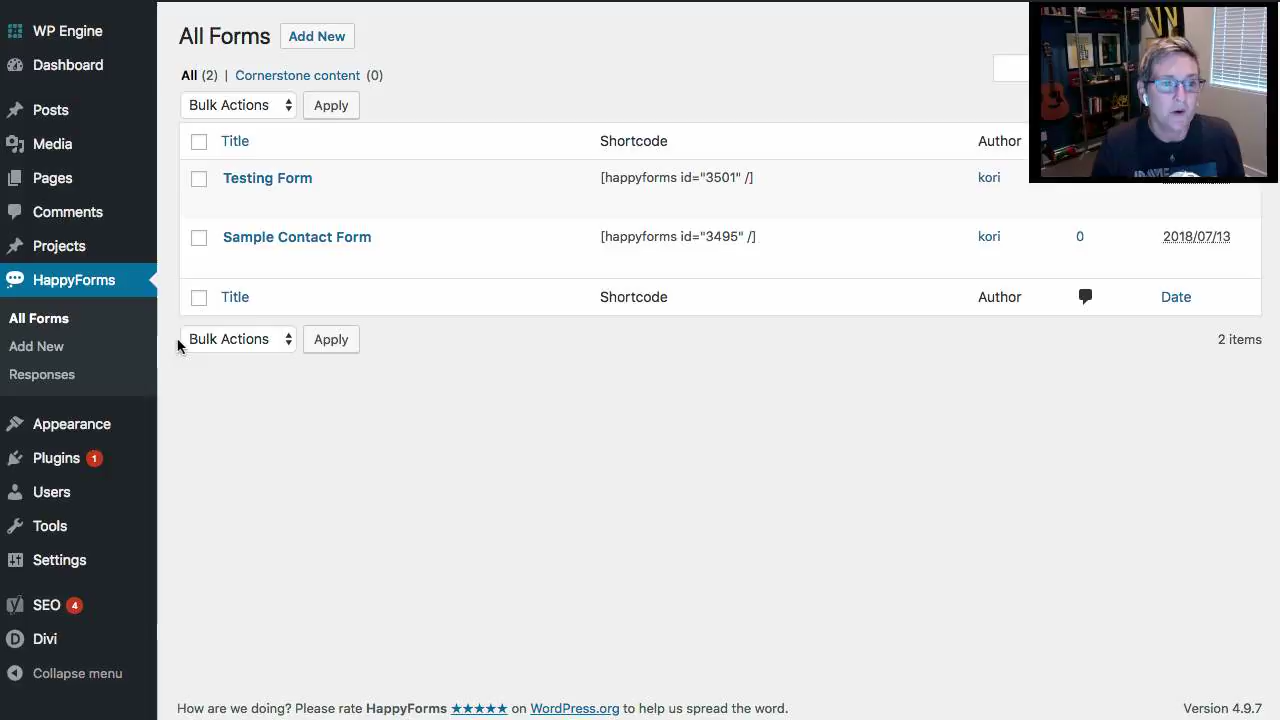 WP Engine
Dashboard
Posts
Media
Pages
Comments
Projects
HappyForms
All Forms
Add New
Responses
Appearance
Plugins 1
Users
Tools
Settings
SEO 4
Divi
Collapse menu
All Forms Add New
All (2) | Cornerstone content (0)
Bulk Actions Apply
Title Shortcode Author
Testing Form [happyforms id="3501" /] kori
Sample Contact Form [happyforms id="3495" /] kori 0 2018/07/13
Title Shortcode Author Date
Bulk Actions Apply 2 items
How are we doing? Please rate HappyForms ★★★★★ on WordPress.org to help us spread the word. Version 4.9.7